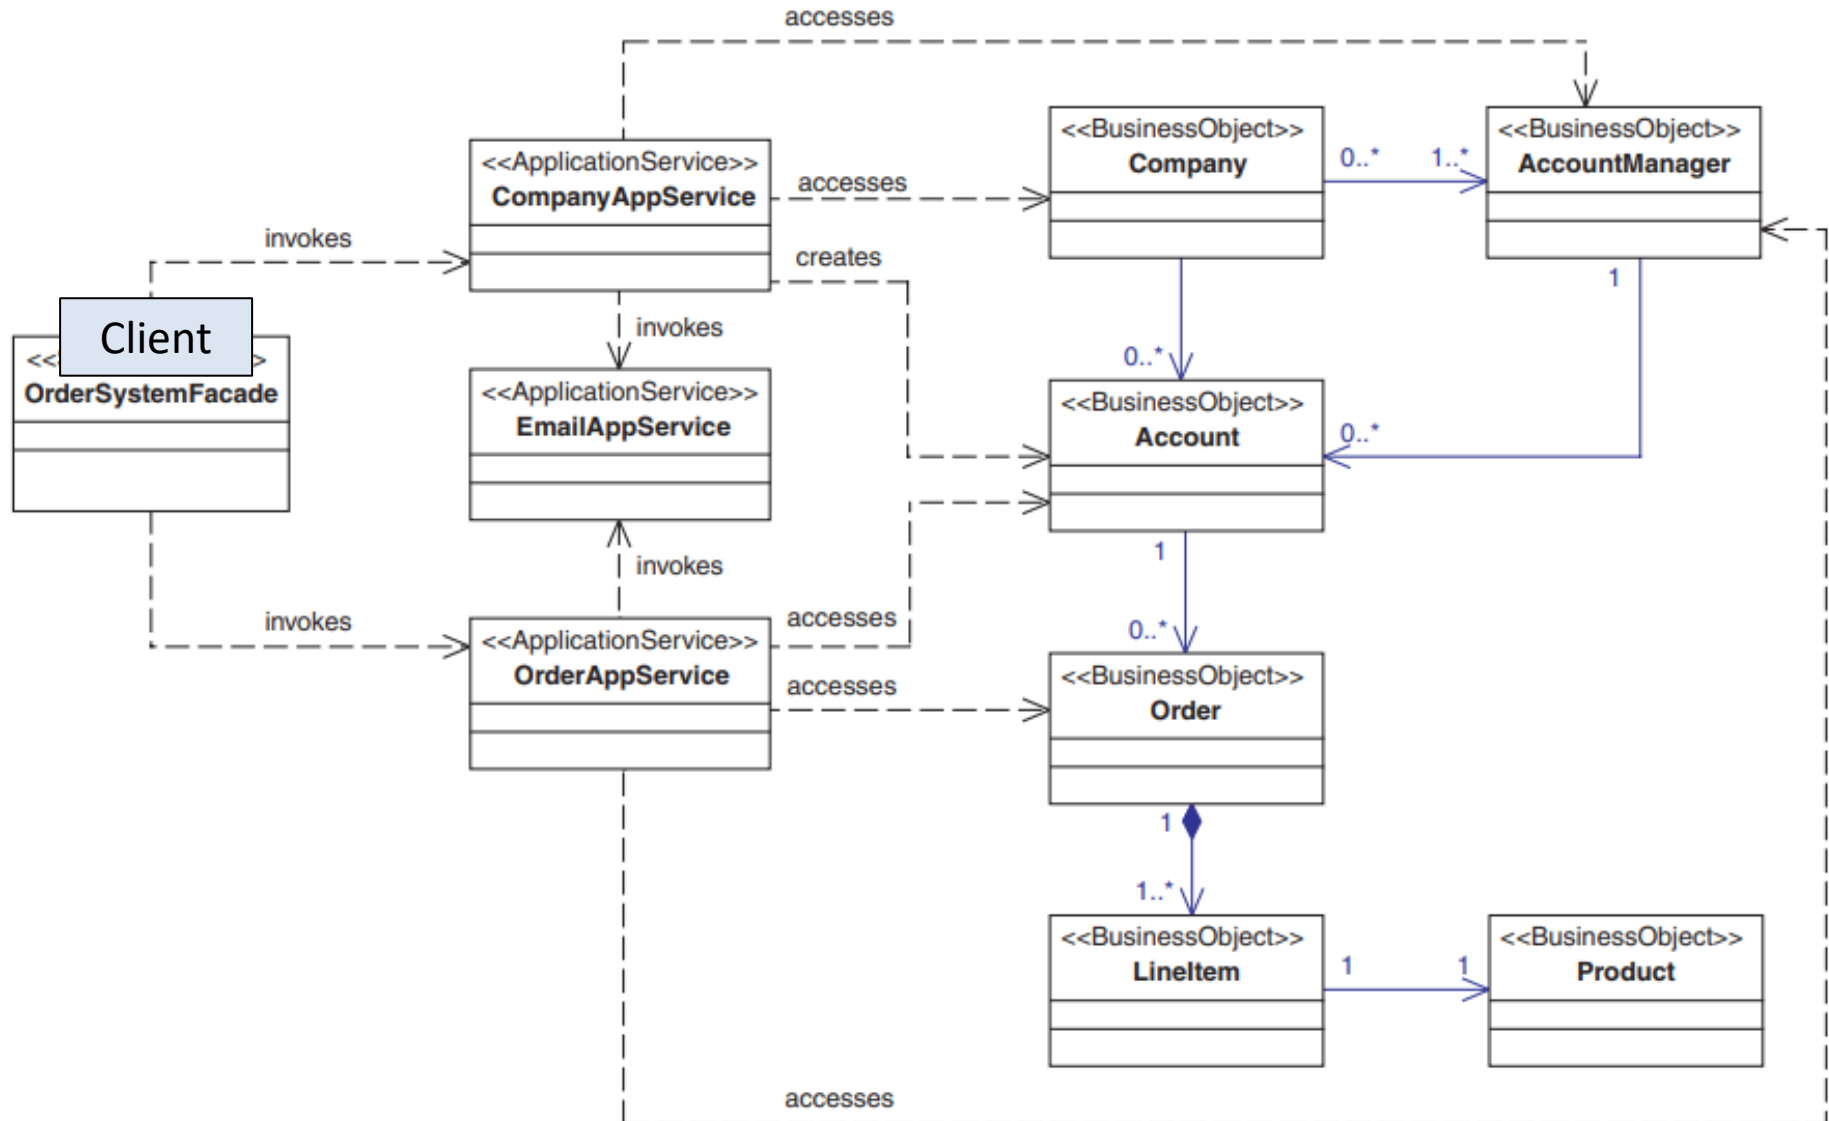 accesses
<<BusinessObject>>
Company
0..*
1..*
<<BusinessObject>>
AccountManager
<<ApplicationService>>
CompanyAppService
accesses
invokes
creates
1
Client
<<
>
OrderSystemFacade
invokes
0..*
<<ApplicationService>>
EmailAppService
<<BusinessObject>>
Account
0..*
invokes
1
invokes
accesses
0..*
<<ApplicationService>>
OrderAppService
accesses
<<BusinessObject>>
Order
1
1..*
<<BusinessObject>>
LineItem
1
1
<<BusinessObject>>
Product
accesses